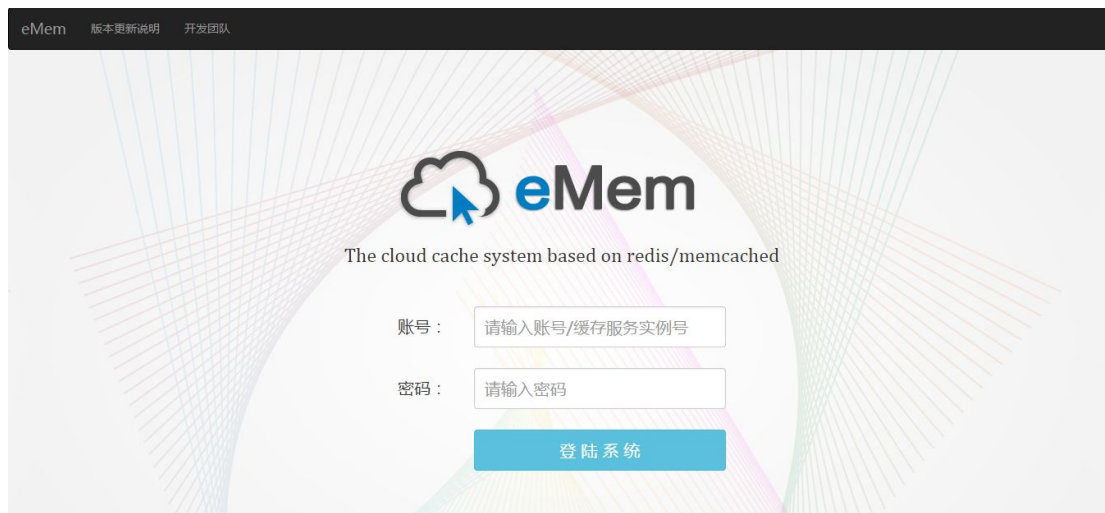 eMem 版本更新说明 开发团队
eMem
The cloud cache system based on redis/memcached
账号： 请输入账号/缓存服务实例号
密码： 请输入密码
登陆系统